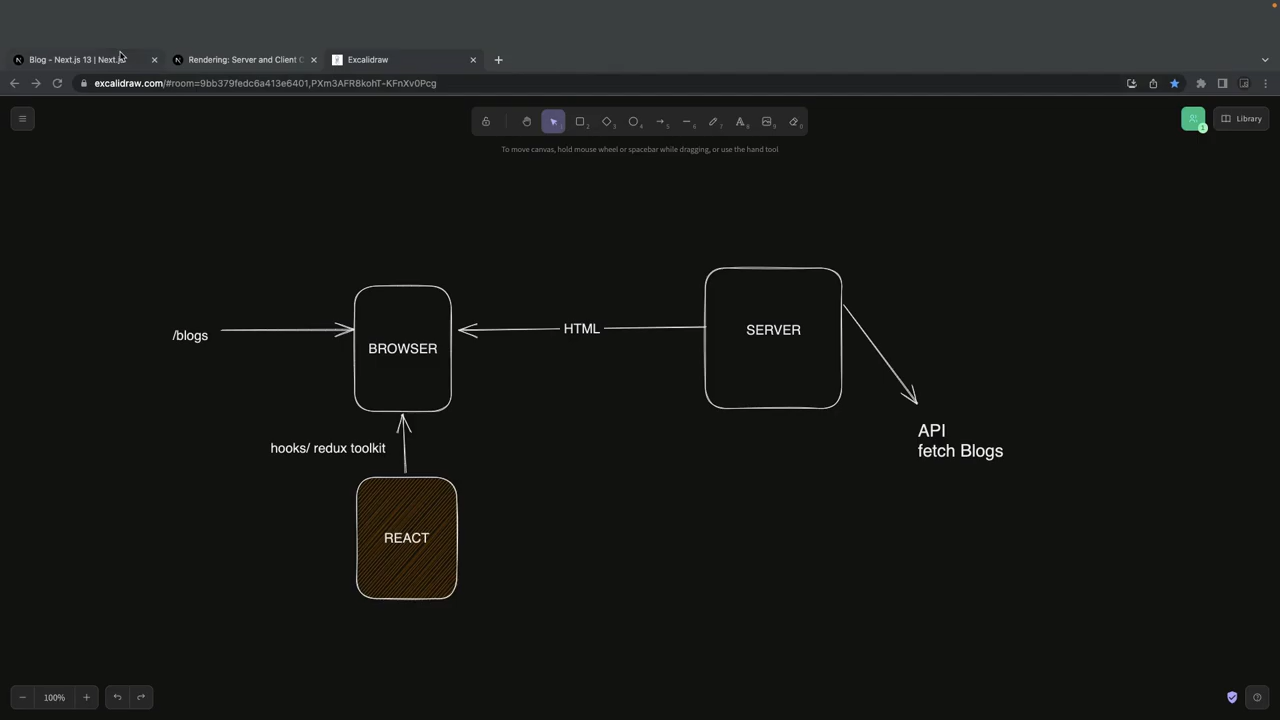 Blog - Next.js 13 | Next.js
Rendering: Server and Client C
Excalidraw
excalidraw.com/#room=9bb379fedc6a413e6401,PXm3AFR8kohT-KFnXv0Pcg
Library
To move canvas, hold mouse wheel or spacebar while dragging, or use the hand tool
/blogs
BROWSER
HTML
SERVER
API
fetch Blogs
hooks/ redux toolkit
REACT
100%